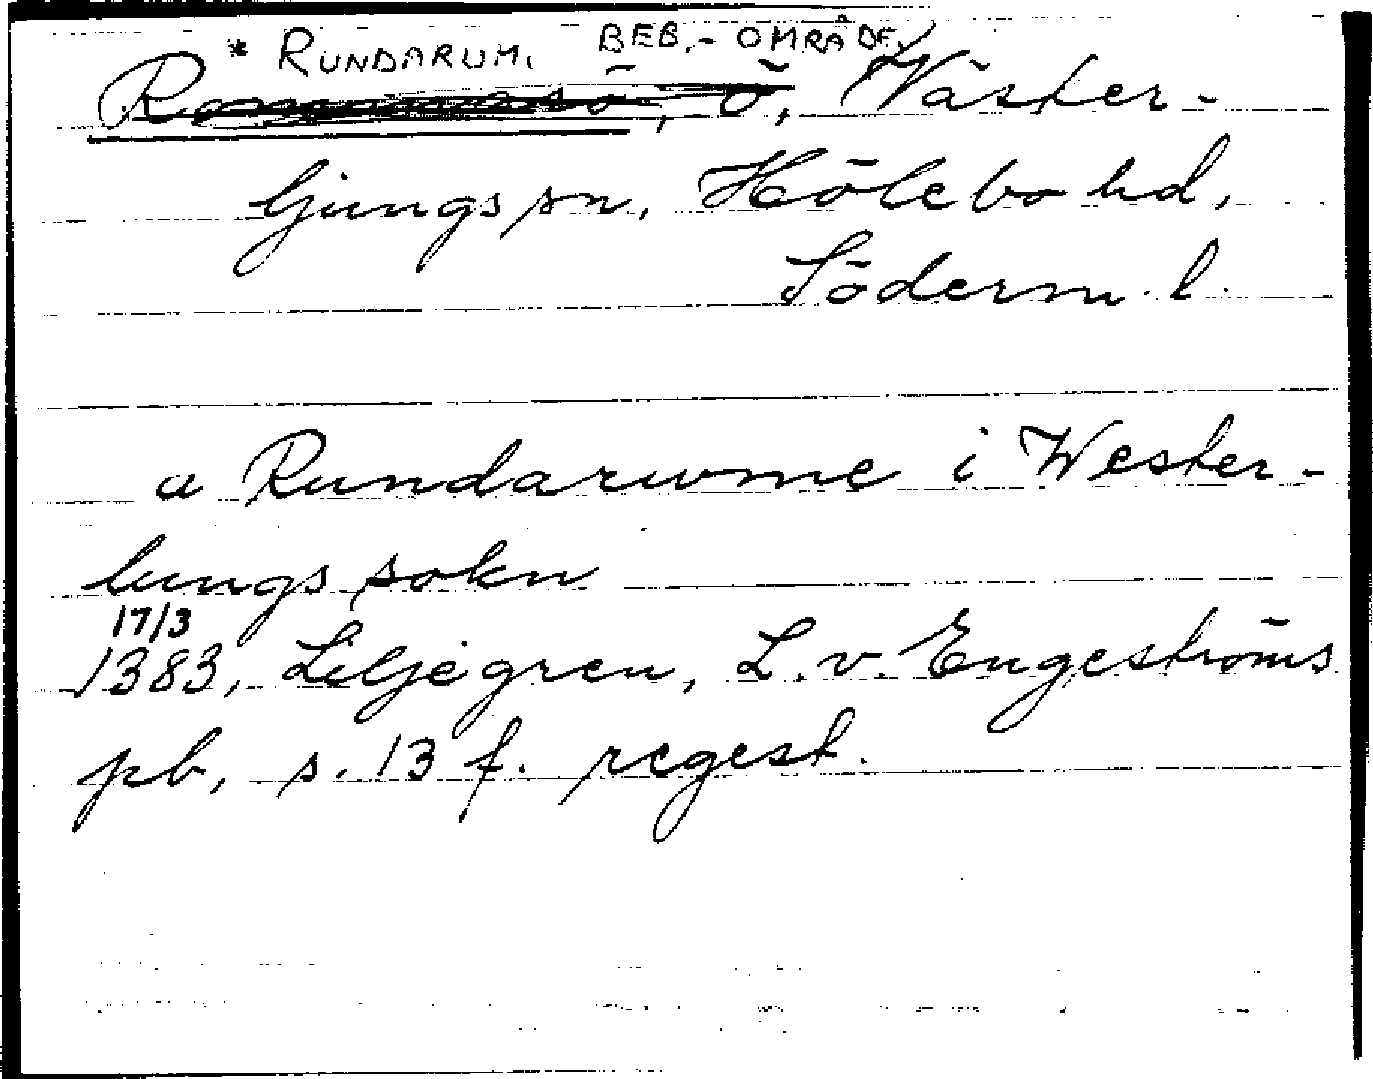 * RUNDARUM, BEB.-OMRÅDE,
ö, Väster-
ljungs sn, Hölebo hd,
Söderm. l.
a Rundarumme i Wester-
lungs sokn
17/3
1383, Liljegren, L. v. Engeströms
pb, s. 13 f. regest.